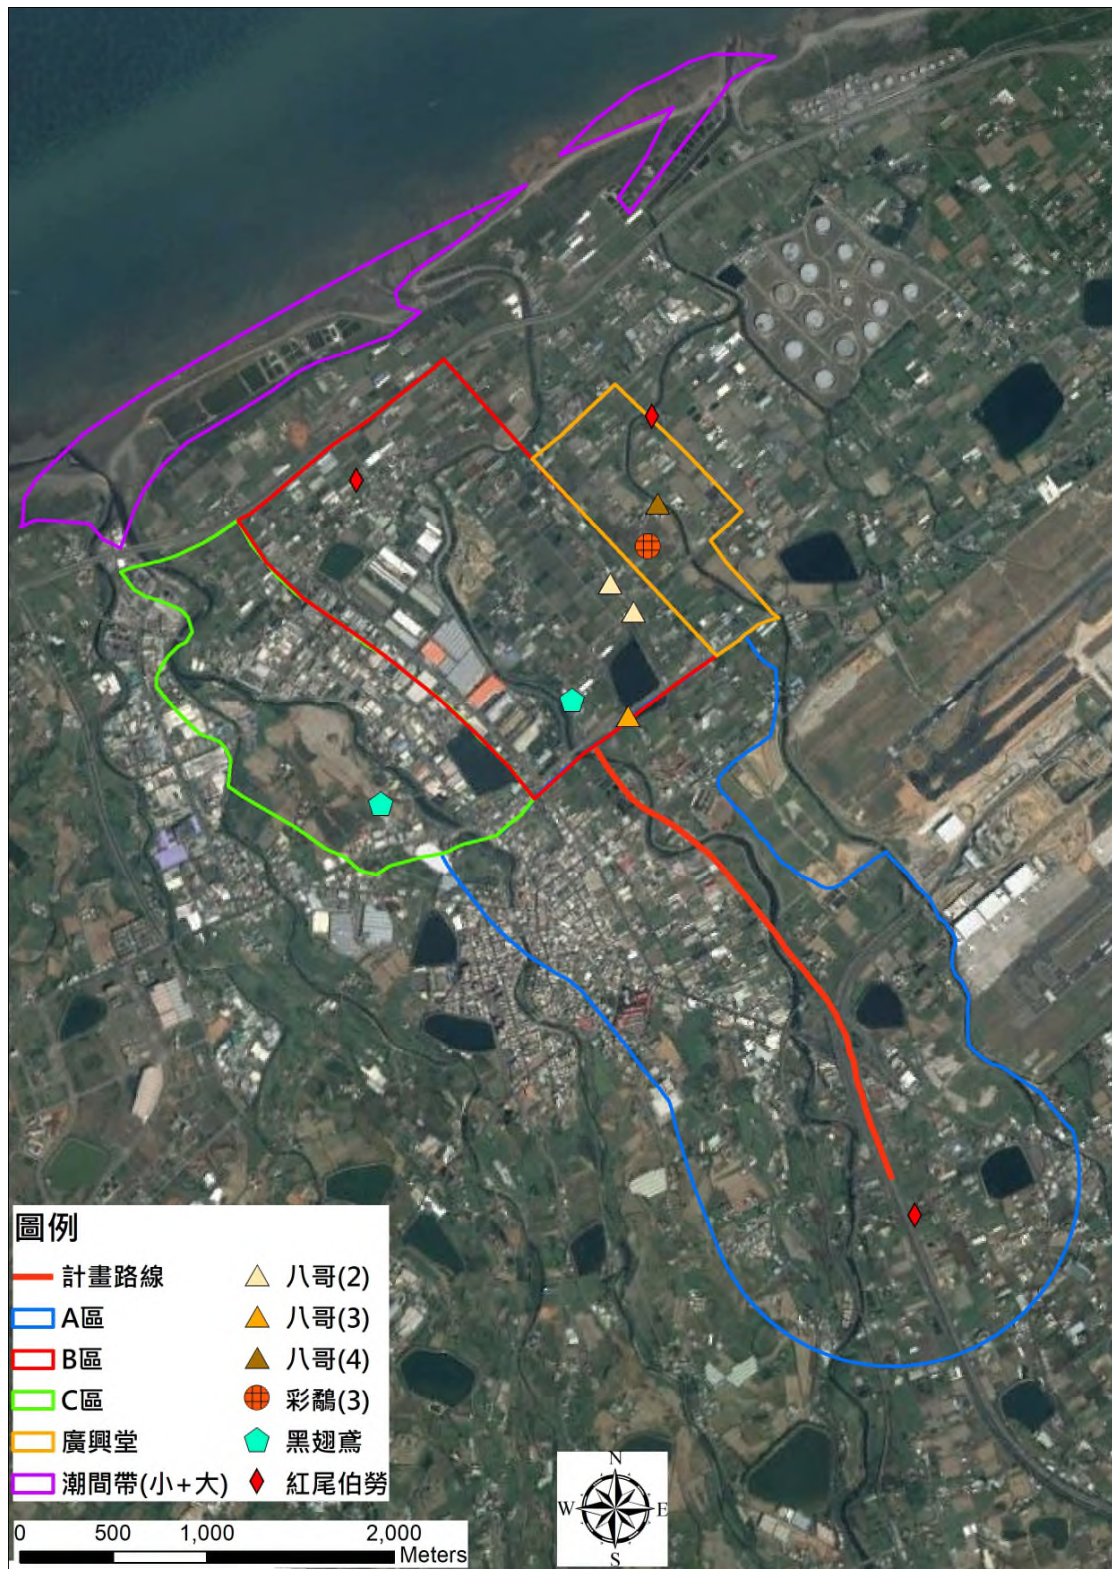 圖例
計畫路線
A區
B區
C區
廣興堂
潮間帶(小+大)
八哥(2)
八哥(3)
八哥(4)
彩鷸(3)
黑翅鳶
紅尾伯勞
N
W E
S
0 500 1,000 2,000
Meters